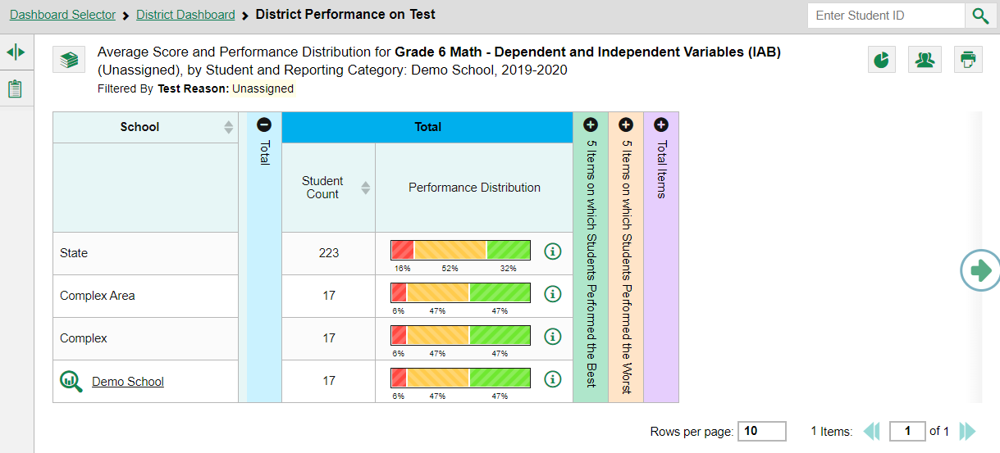 Dashboard Selector > District Dashboard > District Performance on Test
Enter Student ID
Average Score and Performance Distribution for Grade 6 Math - Dependent and Independent Variables (IAB)
(Unassigned), by Student and Reporting Category: Demo School, 2019-2020
Filtered By Test Reason: Unassigned
School
Total
Total
Student
Count
Performance Distribution
5 Items on which Students Performed the Best
5 Items on which Students Performed the Worst
Total Items
State 223
16% 52% 32%
Complex Area 17
6% 47% 47%
Complex 17
6% 47% 47%
Demo School 17
6% 47% 47%
Rows per page: 10 1 Items: 1 of 1